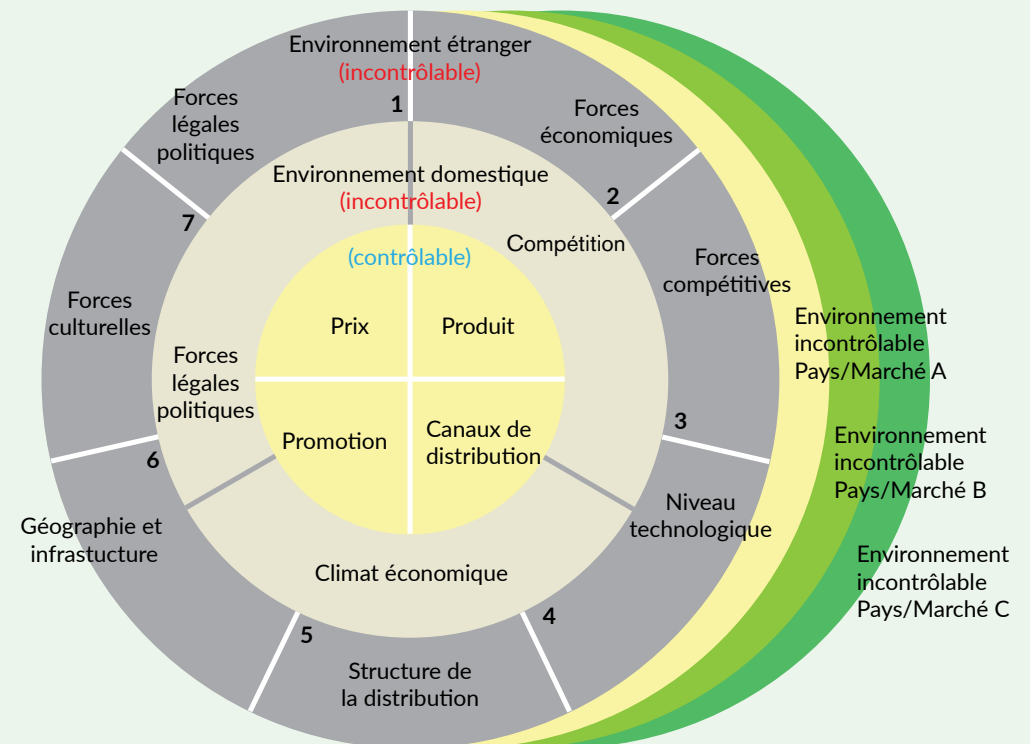 Environnement étranger
(incontrôlable)
1
Forces
économiques
2
Forces
compétitives
3
Niveau
technologique
4
Structure de
la distribution
5
Géographie et
infrastucture
6
Forces
culturelles
7
Forces
légales
politiques
Environnement domestique
(incontrôlable)
Compétition
Climat économique
Forces
légales
politiques
(contrôlable)
Prix
Produit
Promotion
Canaux de
distribution
Environnement
incontrôlable
Pays/Marché A
Environnement
incontrôlable
Pays/Marché B
Environnement
incontrôlable
Pays/Marché C